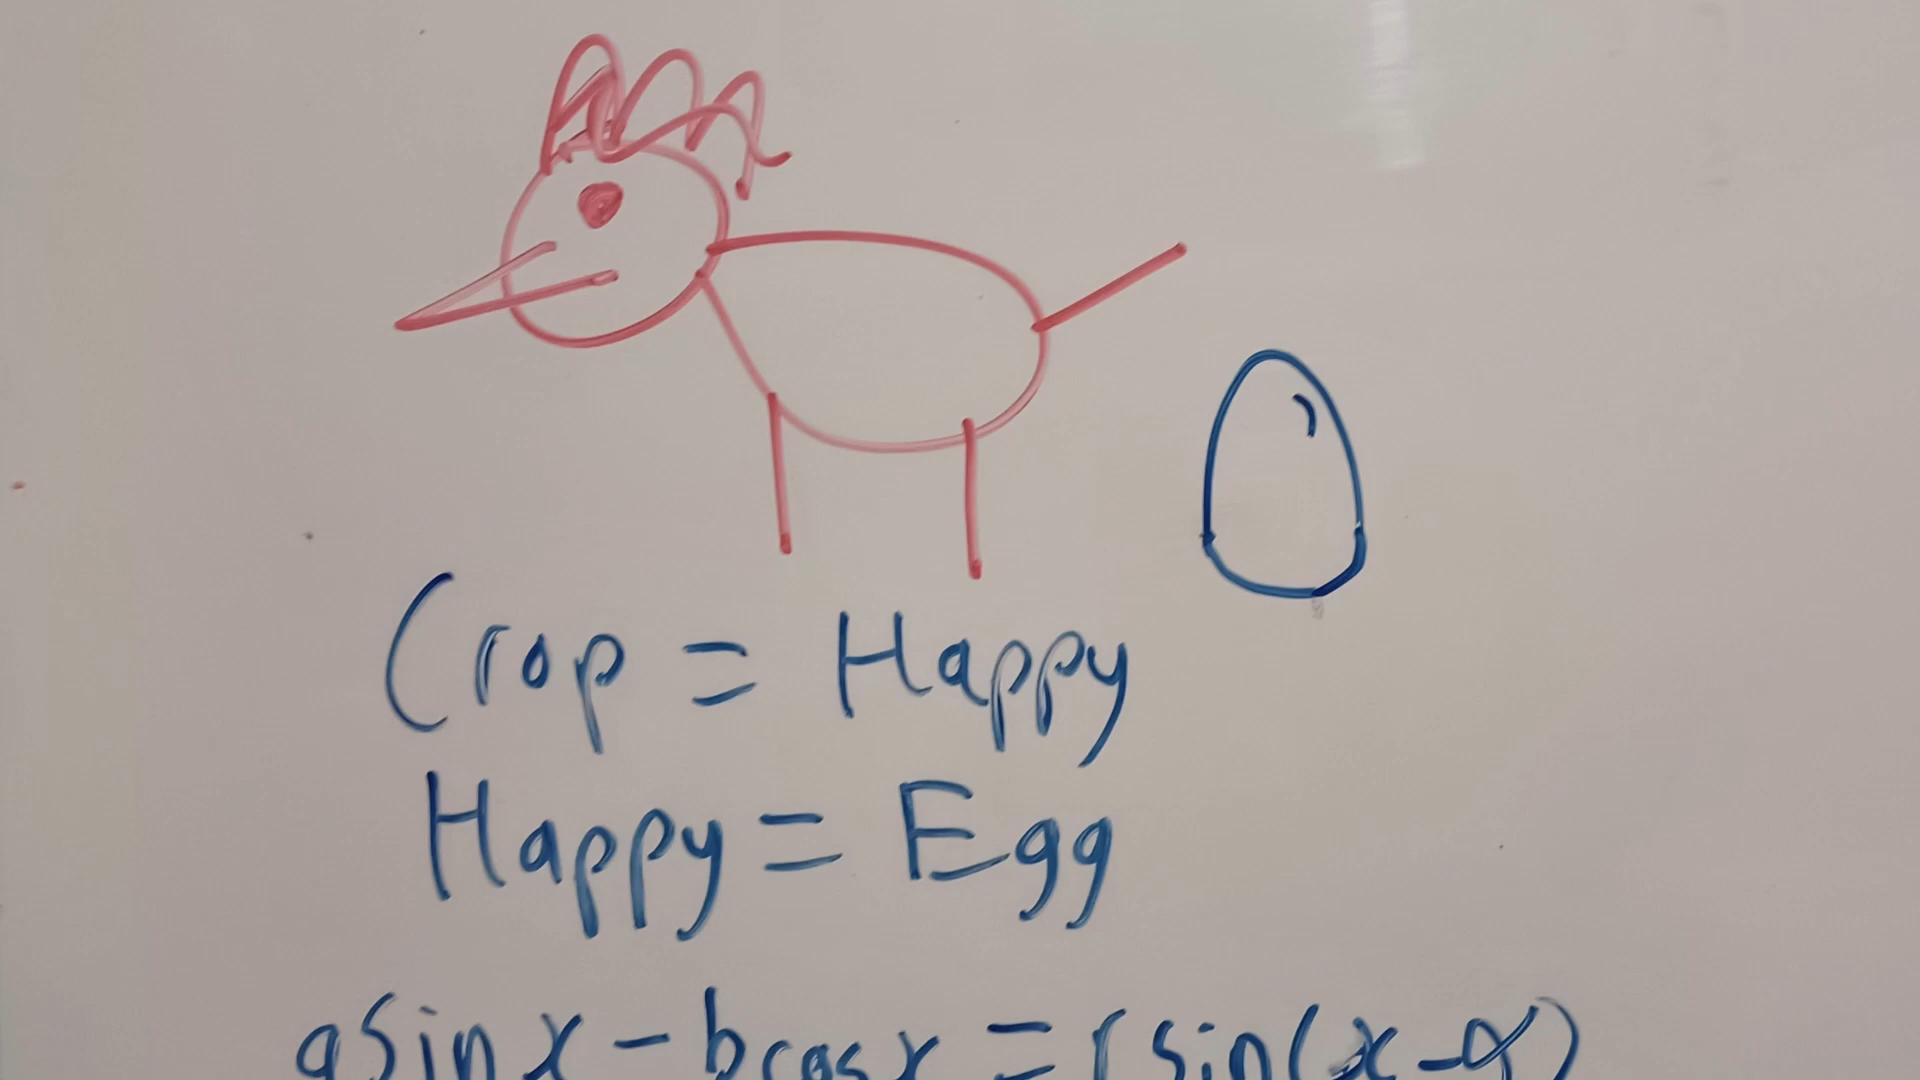 Crop = Happy
Happy = Egg
asinx - bcosx = rsin(x-α)